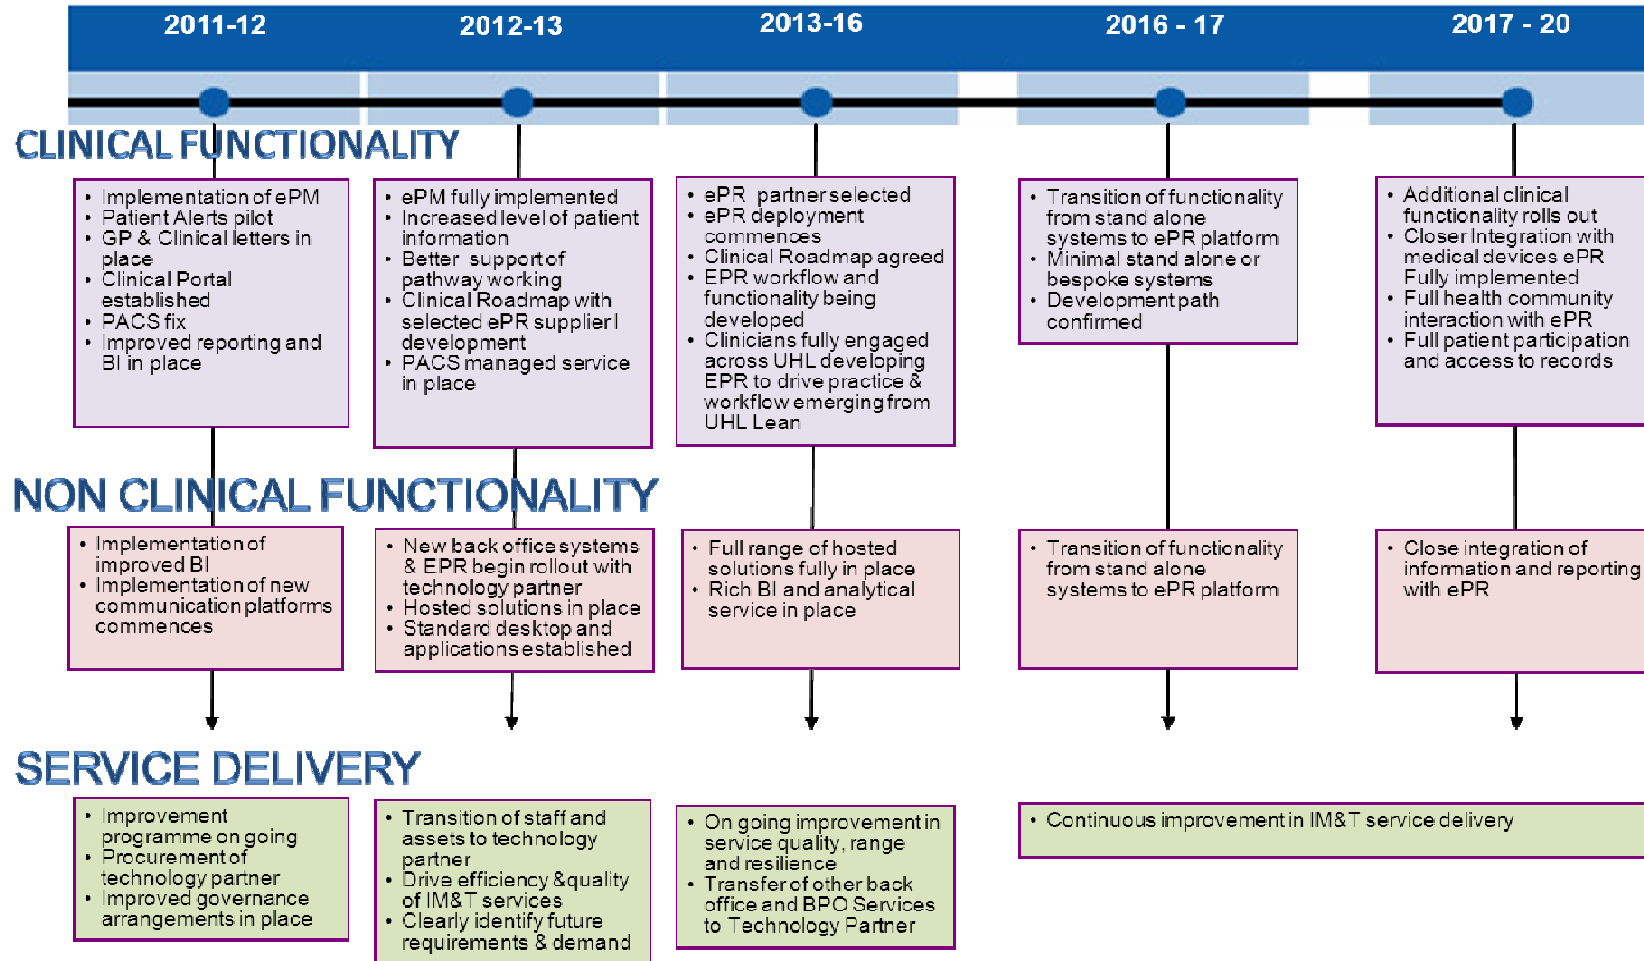 2011-12
2012-13
2013-16
2016 - 17
2017 - 20
CLINICAL FUNCTIONALITY
• Implementation of ePM
• Patient Alerts pilot
• GP & Clinical letters in
place
• Clinical Portal
established
• PACS fix
• Improved reporting and
BI in place
• ePM fully implemented
• Increased level of patient
information
• Better support of
pathway working
• Clinical Roadmap with
selected ePR supplier I
development
• PACS managed service
in place
• ePR partner selected
• ePR deployment
commences
• Clinical Roadmap agreed
• EPR workflow and
functionality being
developed
• Clinicians fully engaged
across UHL developing
EPR to drive practice &
workflow emerging from
UHL Lean
• Transition of functionality
from stand alone
systems to ePR platform
• Minimal stand alone or
bespoke systems
• Development path
confirmed
• Additional clinical
functionality rolls out
• Closer Integration with
medical devices ePR
Fully implemented
• Full health community
interaction with ePR
• Full patient participation
and access to records
NON CLINICAL FUNCTIONALITY
• Implementation of
improved BI
• Implementation of new
communication platforms
commences
• New back office systems
& EPR begin rollout with
technology partner
• Hosted solutions in place
• Standard desktop and
applications established
• Full range of hosted
solutions fully in place
• Rich BI and analytical
service in place
• Transition of functionality
from stand alone
systems to ePR platform
• Close integration of
information and reporting
with ePR
SERVICE DELIVERY
• Improvement
programme on going
• Procurement of
technology partner
• Improved governance
arrangements in place
• Transition of staff and
assets to technology
partner
• Drive efficiency &quality
of IM&T services
• Clearly identify future
requirements & demand
• On going improvement in
service quality, range
and resilience
• Transfer of other back
office and BPO Services
to Technology Partner
• Continuous improvement in IM&T service delivery